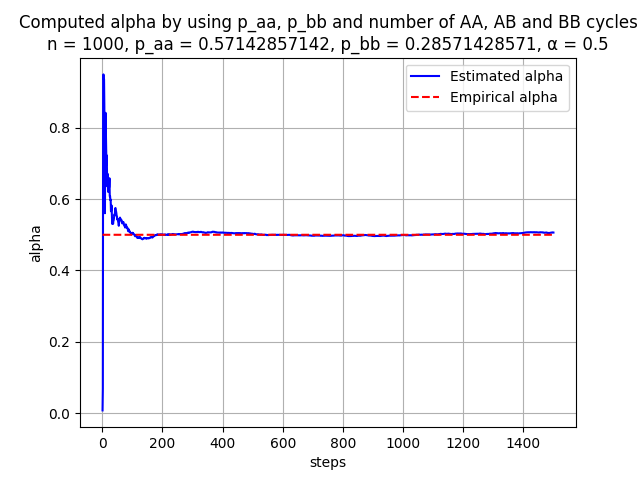 Computed alpha by using p_aa, p_bb and number of AA, AB and BB cycles
n = 1000, p_aa = 0.57142857142, p_bb = 0.28571428571, α = 0.5
Estimated alpha
Empirical alpha
alpha
0.8
0.6
0.4
0.2
0.0
0 200 400 600 800 1000 1200 1400
steps